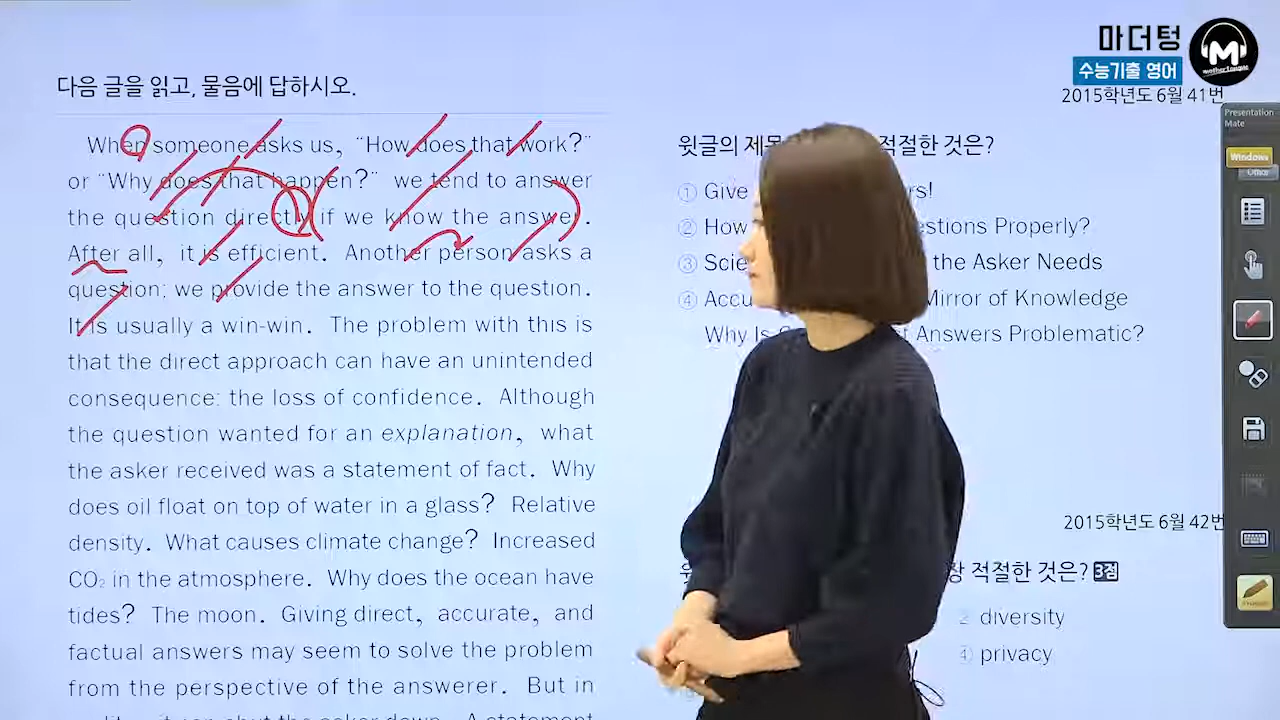 마더텅
수능기출 영어
2015학년도 6월 41번
Presentation
Mate
Windows
Office
다음 글을 읽고, 물음에 답하시오.
When someone asks us, "How does that work?"
or "Why does that happen?" we tend to answer
the question directly if we know the answer.
After all, it is efficient. Another person asks a
question: we provide the answer to the question.
It is usually a win-win. The problem with this is
that the direct approach can have an unintended
consequence: the loss of confidence. Although
the question wanted for an explanation, what
the asker received was a statement of fact. Why
does oil float on top of water in a glass? Relative
density. What causes climate change? Increased
CO₂ in the atmosphere. Why does the ocean have
tides? The moon. Giving direct, accurate, and
factual answers may seem to solve the problem
from the perspective of the answerer. But in
윗글의 적절한 것은?
① Give
② How estions Properly?
③ the Asker Needs
④ Mirror of Knowledge
Why Is Answers Problematic?
2015학년도 6월 42번
적절한 것은? 3점
② diversity
④ privacy